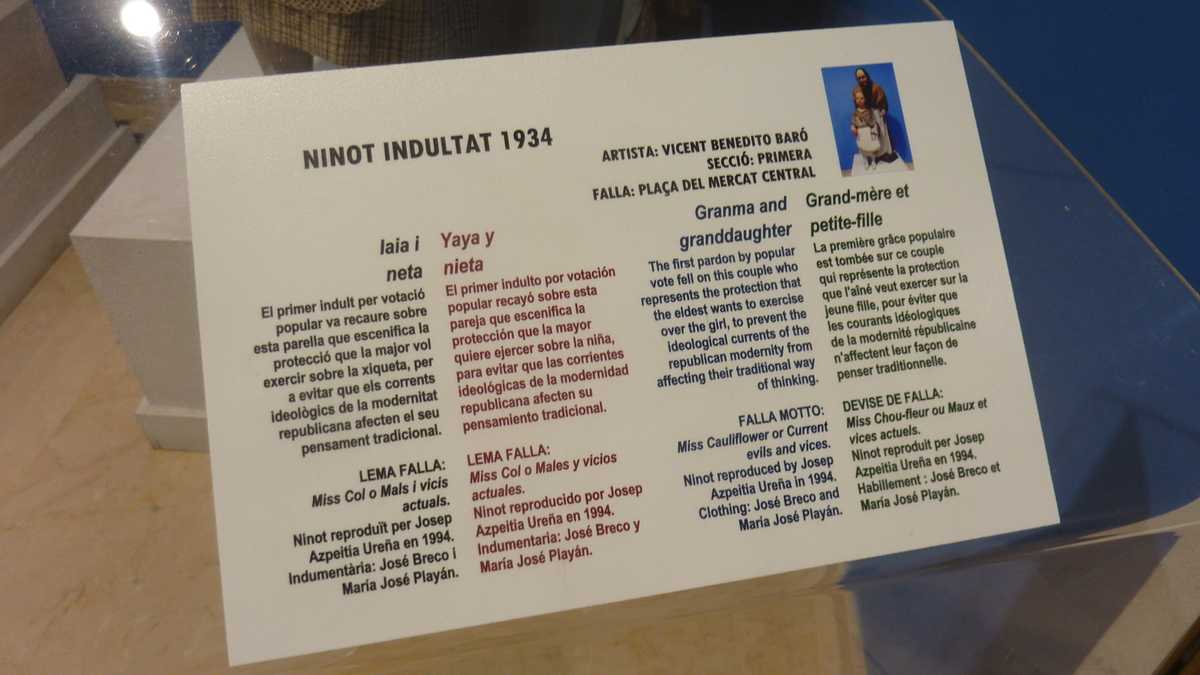 NINOT INDULTAT 1934
ARTISTA: VICENT BENEDITO BARÓ
SECCIÓ: PRIMERA
FALLA: PLAÇA DEL MERCAT CENTRAL
Iaia i
neta
El primer indult per votació
popular va recaure sobre
esta parella que escenifica la
protecció que la major vol
exercir sobre la xiqueta, per
a evitar que els corrents
ideològics de la modernitat
republicana afecten el seu
pensament tradicional.
LEMA FALLA:
Miss Col o Mals i vicis
actuals.
Ninot reproduït per Josep
Azpeitia Ureña en 1994.
Indumentària: José Breco i
María José Playán.
Yaya y
nieta
El primer indulto por votación
popular recayó sobre esta
pareja que escenifica la
protección que la mayor
quiere ejercer sobre la niña,
para evitar que las corrientes
ideológicas de la modernidad
republicana afecten su
pensamiento tradicional.
LEMA FALLA:
Miss Col o Males y vicios
actuales.
Ninot reproducido por Josep
Azpeitia Ureña en 1994.
Indumentaria: José Breco y
María José Playán.
Granma and
granddaughter
The first pardon by popular
vote fell on this couple who
represents the protection that
the eldest wants to exercise
over the girl, to prevent the
ideological currents of the
republican modernity from
affecting their traditional way
of thinking.
FALLA MOTTO:
Miss Cauliflower or Current
evils and vices.
Ninot reproduced by Josep
Azpeitia Ureña in 1994.
Clothing: José Breco and
María José Playán.
Grand-mère et
petite-fille
La première grâce populaire
est tombée sur ce couple
qui représente la protection
que l'aîné veut exercer sur la
jeune fille, pour éviter que
les courants idéologiques
de la modernité républicaine
n'affectent leur façon de
penser traditionnelle.
DEVISE DE FALLA:
Miss Chou-fleur ou Maux et
vices actuels.
Ninot reproduit par Josep
Azpeitia Ureña en 1994.
Habillement : José Breco et
María José Playán.